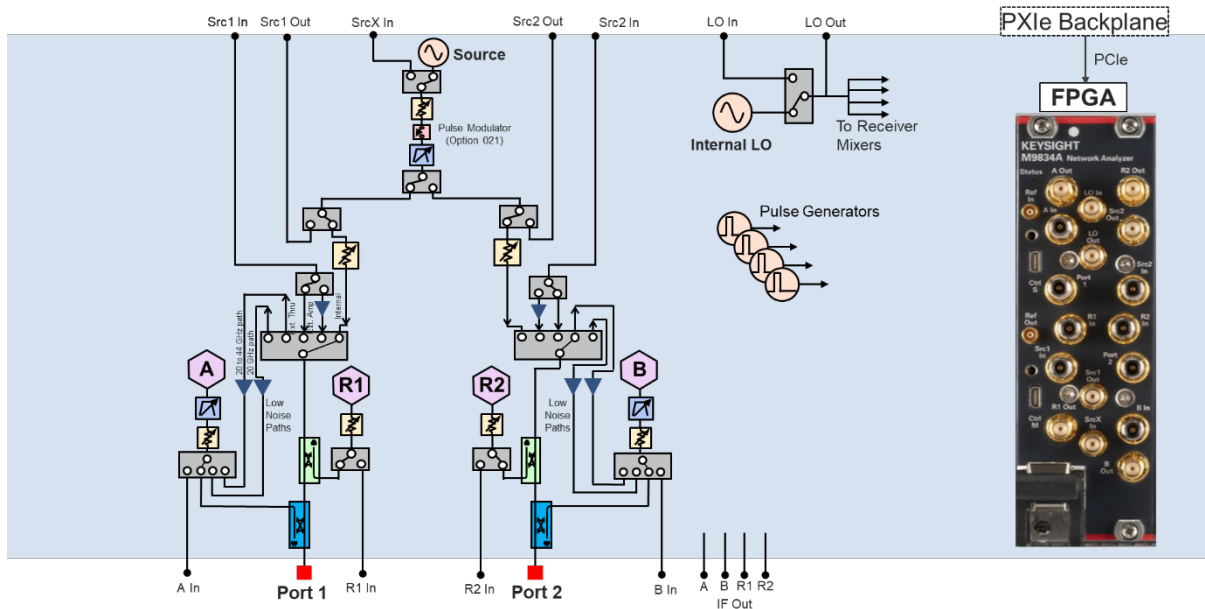 Src1 In
Src1 Out
SrcX In
Src2 Out
Src2 In
LO In
LO Out
PXIe Backplane
PCIe
FPGA
Source
Pulse Modulator
(Option 021)
Internal LO
To Receiver
Mixers
Pulse Generators
Ext. Thru
Ext. Amp
Internal
20 to 44 GHz path
20 GHz path
A
R1
R2
B
Low
Noise
Paths
Low
Noise
Paths
A In
Port 1
R1 In
R2 In
Port 2
B In
A
B
R1
R2
IF Out
KEYSIGHT
M9834A Network Analyzer
Status
A Out
R2 Out
Ref
In
LO In
A In
Src2
Out
LO
Out
Src2
In
Ctrl
S
Port
1
Ref
Out
R1
In
R2
In
Src1
In
Port
2
Src1
Out
R1 Out
B In
Ctrl
M
SrcX
In
B
Out